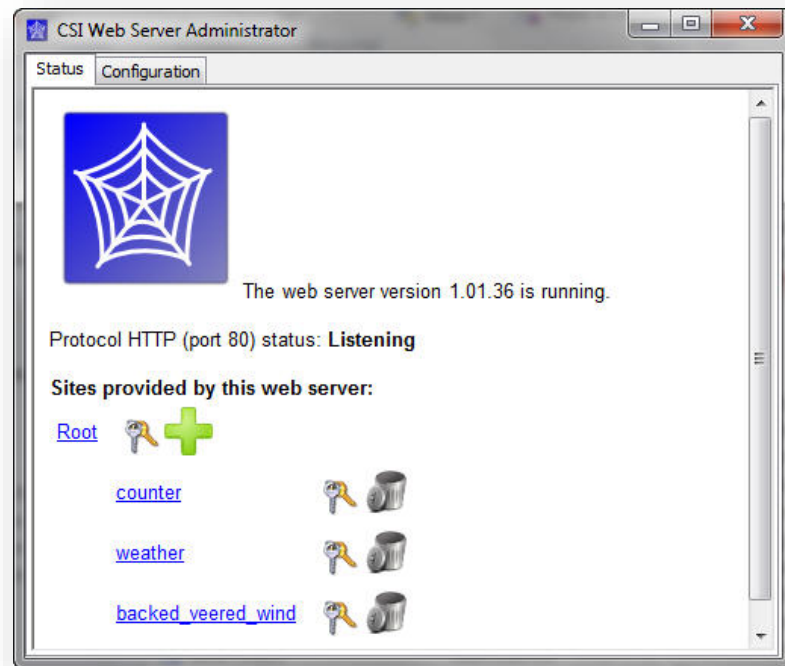 CSI Web Server Administrator
Status Configuration
The web server version 1.01.36 is running.
Protocol HTTP (port 80) status: Listening
Sites provided by this web server:
Root
counter
weather
backed_veered_wind